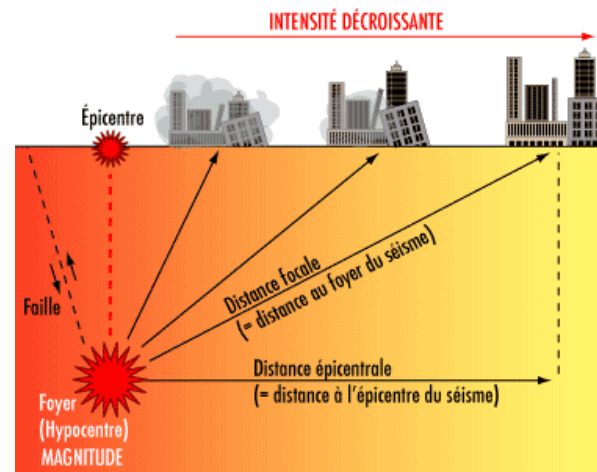 INTENSITÉ DÉCROISSANTE
Épicentre
Faille
Distance focale
(= distance au foyer du séisme)
Distance épicentrale
(= distance à l'épicentre du séisme)
Foyer
(Hypocentre)
MAGNITUDE